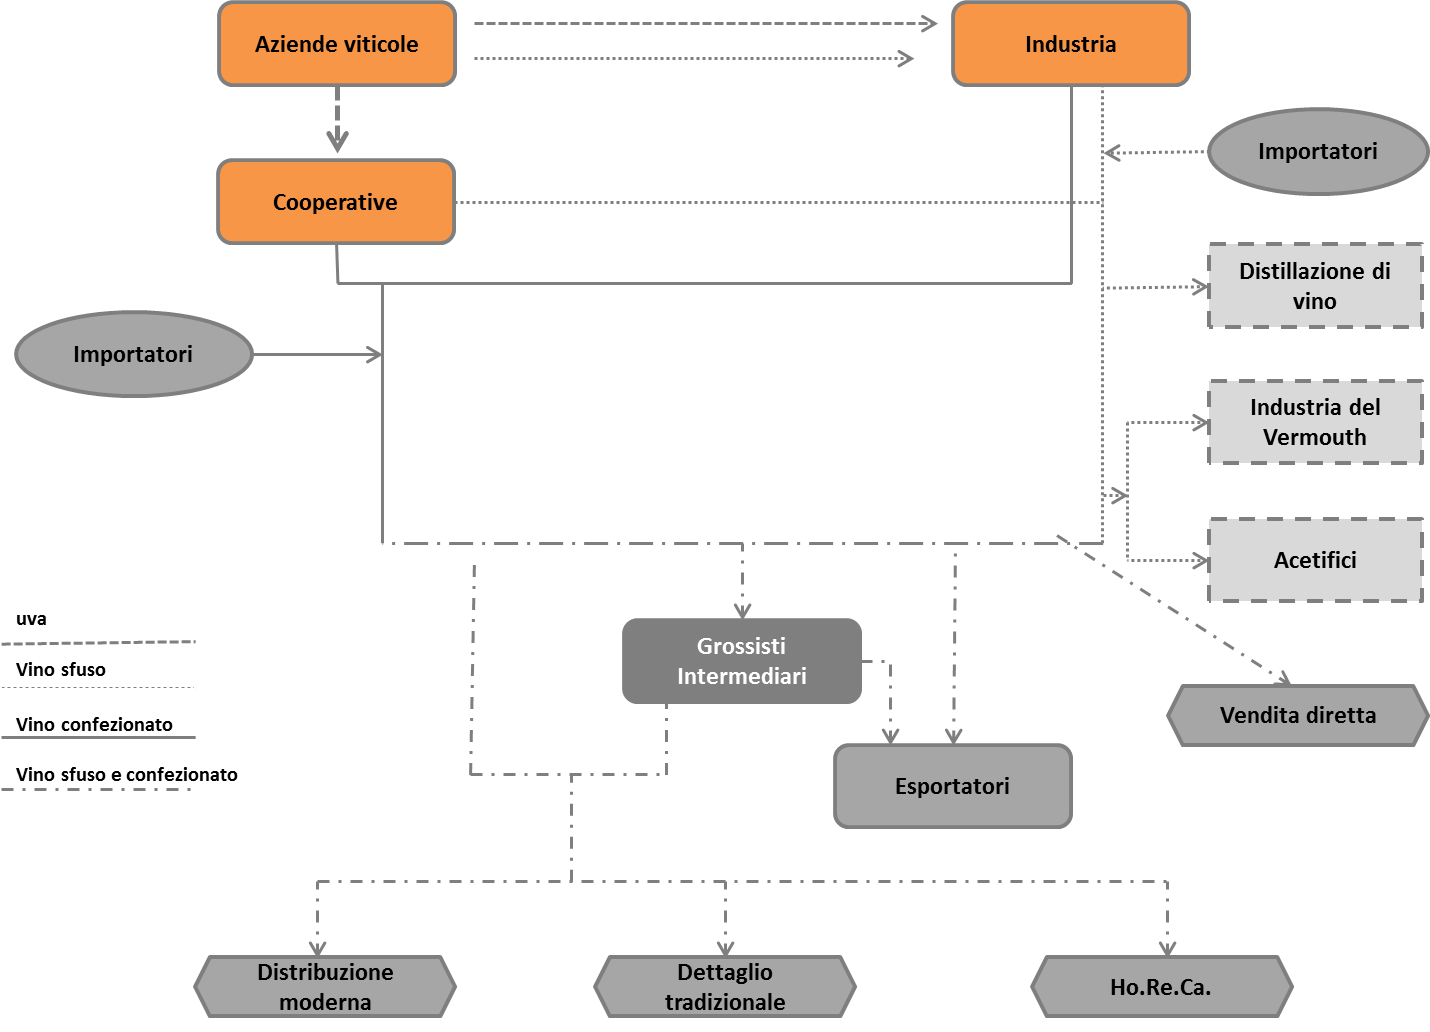 Aziende viticole
Industria
Importatori
Cooperative
Distillazione di
vino
Importatori
Industria del
Vermouth
Acetifici
uva
Vino sfuso
Vino confezionato
Vino sfuso e confezionato
Grossisti
Intermediari
Vendita diretta
Esportatori
Distribuzione
moderna
Dettaglio
tradizionale
Ho.Re.Ca.